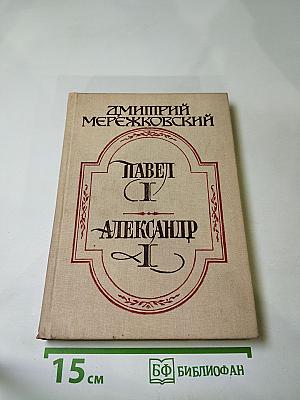 ДМИТРИЙ
МЕРЕЖКОВСКИЙ
ПАВЕЛ
I
АЛЕКСАНДР
I
15 см
БФ БИБЛИОФАН